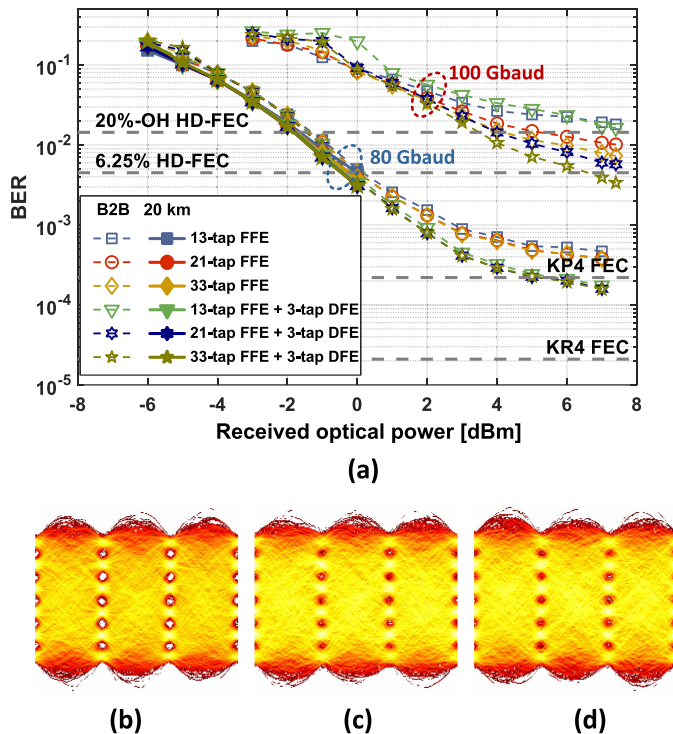 (a)
100 Gbaud
20%-OH HD-FEC
6.25% HD-FEC
80 Gbaud
KP4 FEC
KR4 FEC
B2B 20 km
13-tap FFE
21-tap FFE
33-tap FFE
13-tap FFE + 3-tap DFE
21-tap FFE + 3-tap DFE
33-tap FFE + 3-tap DFE
BER
10⁻¹
10⁻²
10⁻³
10⁻⁴
10⁻⁵
-8 -6 -4 -2 0 2 4 6 8
Received optical power [dBm]
(b) (c) (d)